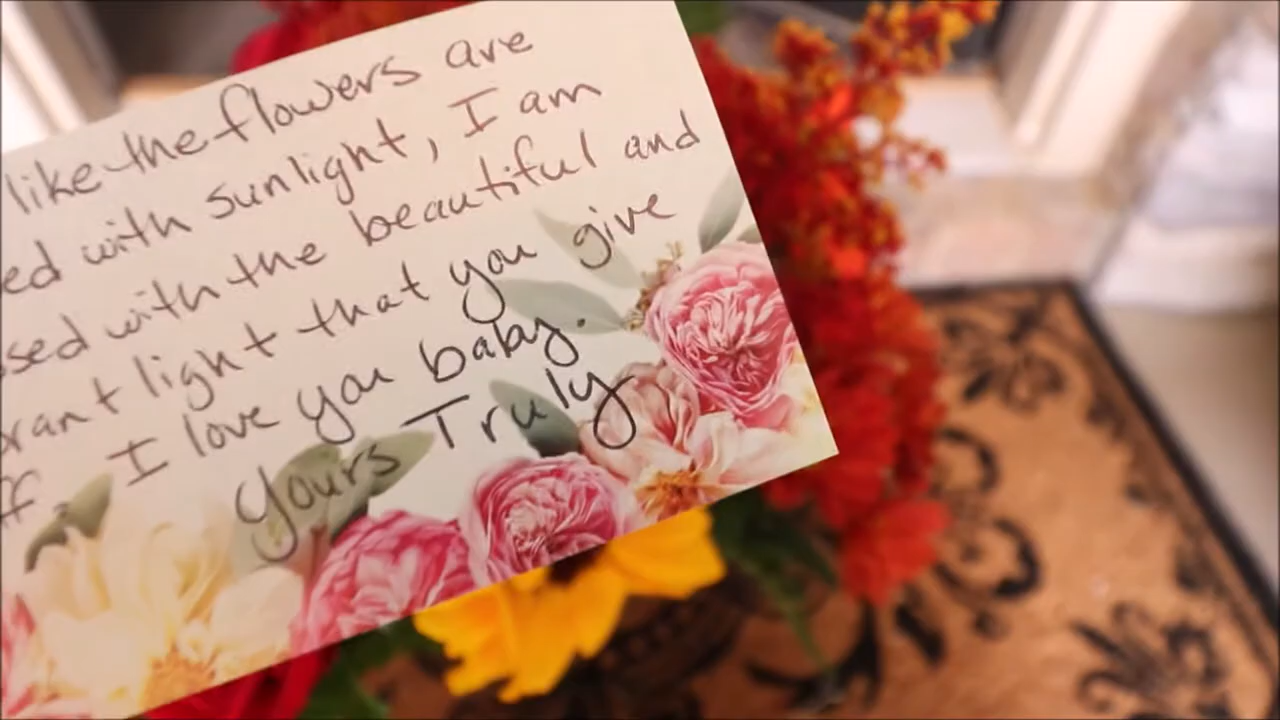 like the flowers are
ed with sunlight, I am
sed with the beautiful and
rant light that you give
ff. I love you baby.
Yours Truly